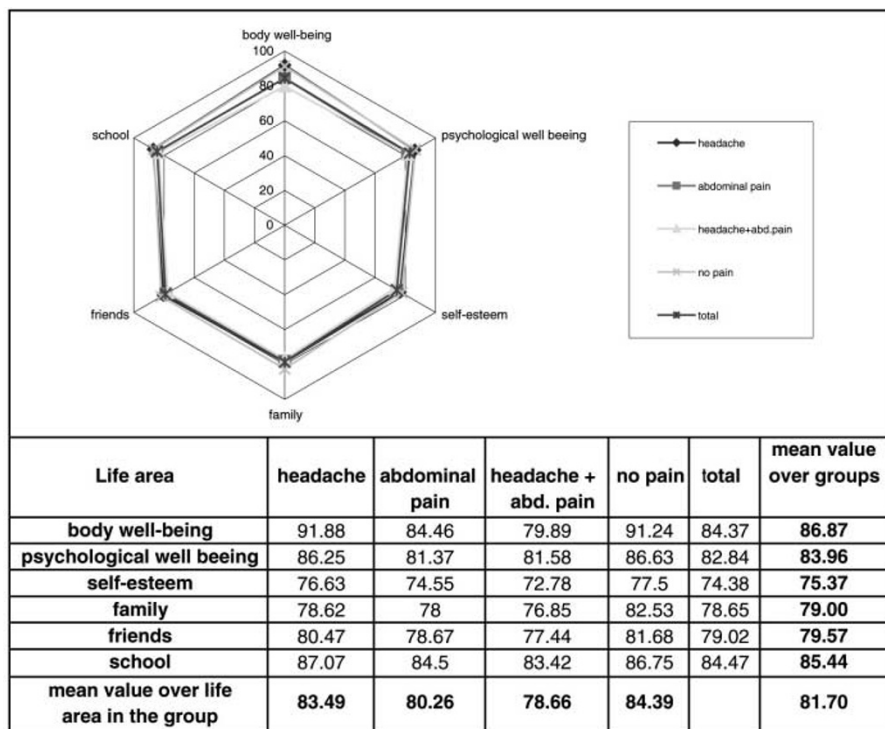 body well-being
100
80
60
40
20
0
school
psychological well beeing
friends
self-esteem
family
headache
abdominal pain
headache+abd.pain
no pain
total
Life area headache abdominal pain headache + abd. pain no pain total mean value over groups
body well-being 91.88 84.46 79.89 91.24 84.37 86.87
psychological well beeing 86.25 81.37 81.58 86.63 82.84 83.96
self-esteem 76.63 74.55 72.78 77.5 74.38 75.37
family 78.62 78 76.85 82.53 78.65 79.00
friends 80.47 78.67 77.44 81.68 79.02 79.57
school 87.07 84.5 83.42 86.75 84.47 85.44
mean value over life area in the group 83.49 80.26 78.66 84.39 81.70